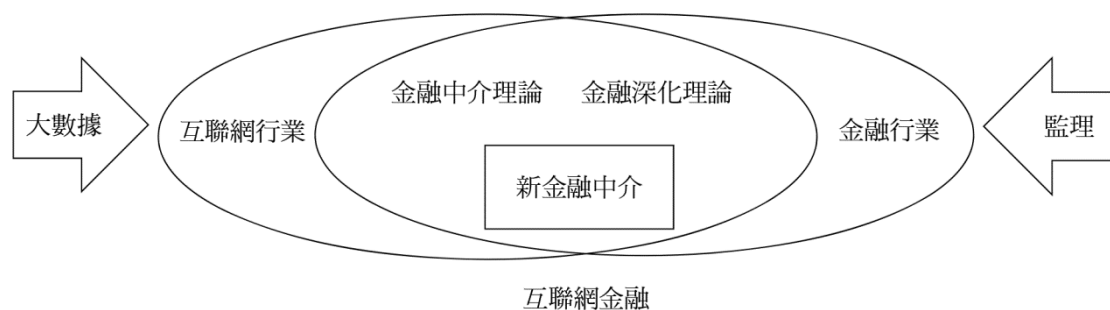 金融中介理論 金融深化理論
大數據 互聯網行業 金融行業 監理
新金融中介
互聯網金融